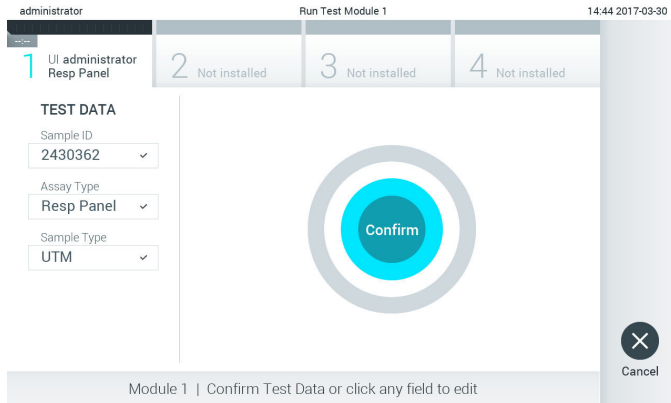 administrator
Run Test Module 1
14:44 2017-03-30
--:--
1
UI administrator
Resp Panel
2 Not installed
3 Not installed
4 Not installed
TEST DATA
Sample ID
2430362
Assay Type
Resp Panel
Sample Type
UTM
Confirm
Cancel
Module 1 | Confirm Test Data or click any field to edit